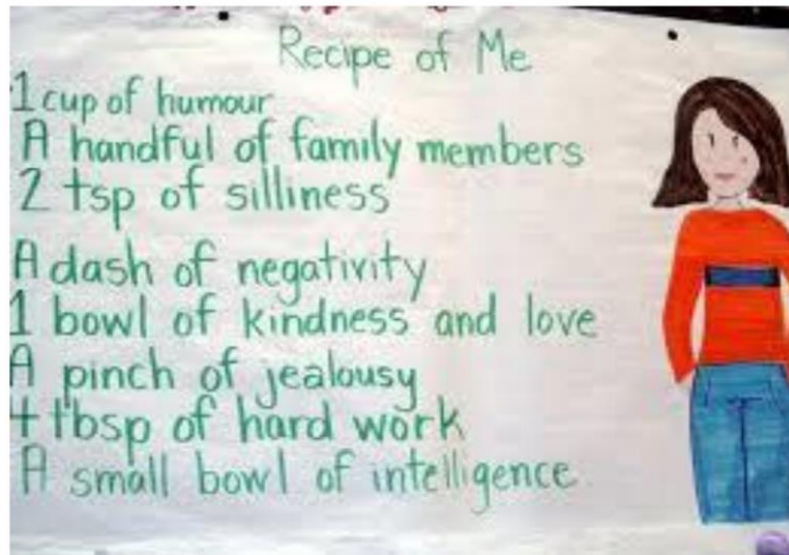 Recipe of Me
1 cup of humour
A handful of family members
2 tsp of silliness
A dash of negativity
1 bowl of kindness and love
A pinch of jealousy
4 tbsp of hard work
A small bowl of intelligence